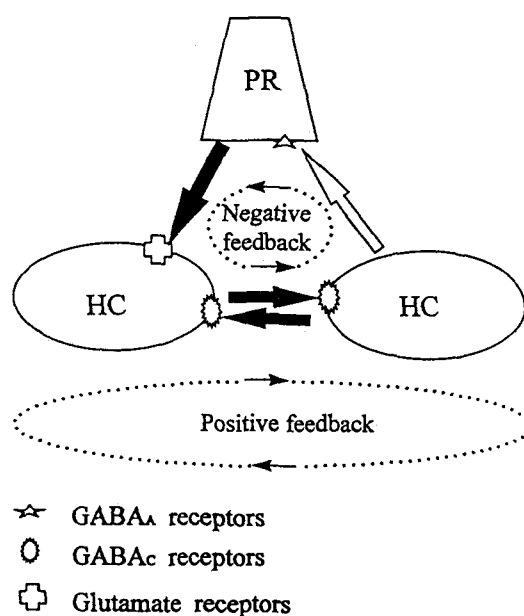 PR
Negative
feedback
HC
HC
Positive feedback
GABAA receptors
GABAC receptors
Glutamate receptors